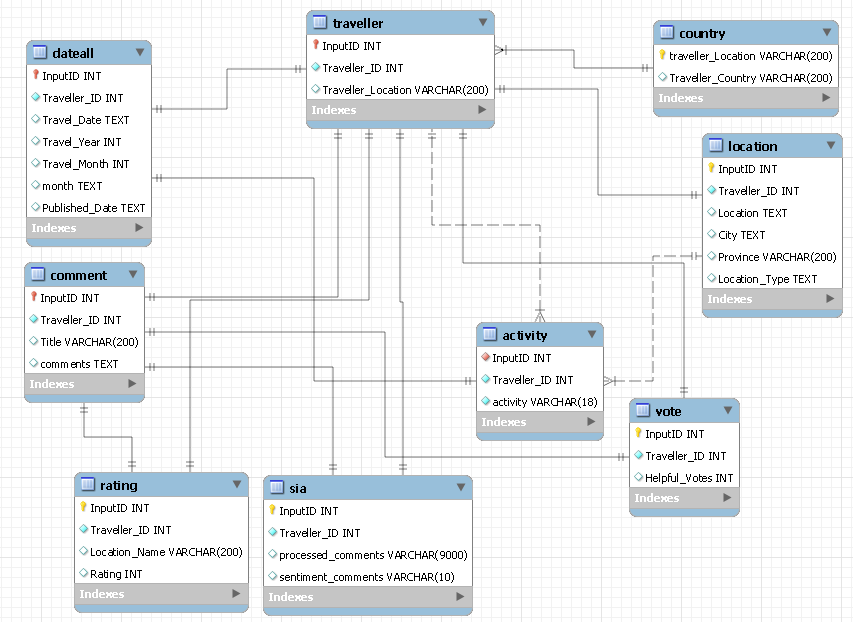 traveller
InputID INT
Traveller_ID INT
Traveller_Location VARCHAR(200)
Indexes
country
traveller_Location VARCHAR(200)
Traveller_Country VARCHAR(200)
Indexes
dateall
InputID INT
Traveller_ID INT
Travel_Date TEXT
Travel_Year INT
Travel_Month INT
month TEXT
Published_Date TEXT
Indexes
location
InputID INT
Traveller_ID INT
Location TEXT
City TEXT
Province VARCHAR(200)
Location_Type TEXT
Indexes
comment
InputID INT
Traveller_ID INT
Title VARCHAR(200)
comments TEXT
Indexes
activity
InputID INT
Traveller_ID INT
activity VARCHAR(18)
Indexes
vote
InputID INT
Traveller_ID INT
Helpful_Votes INT
Indexes
rating
InputID INT
Traveller_ID INT
Location_Name VARCHAR(200)
Rating INT
Indexes
sia
InputID INT
Traveller_ID INT
processed_comments VARCHAR(9000)
sentiment_comments VARCHAR(10)
Indexes